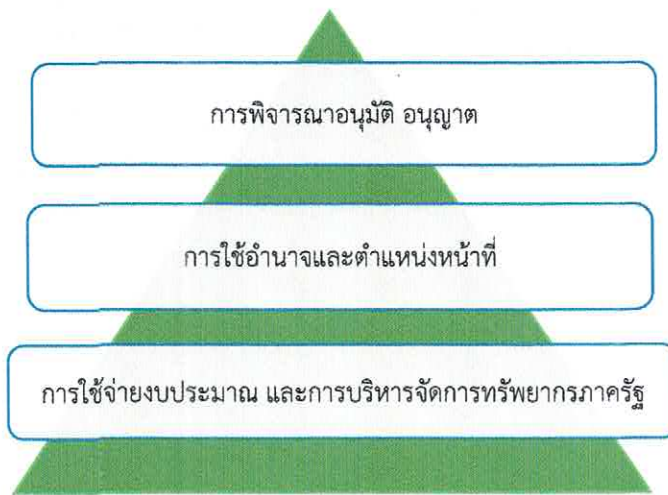 การพิจารณาอนุมัติ อนุญาต
การใช้อำนาจและตำแหน่งหน้าที่
การใช้จ่ายงบประมาณ และการบริหารจัดการทรัพยากรภาครัฐ